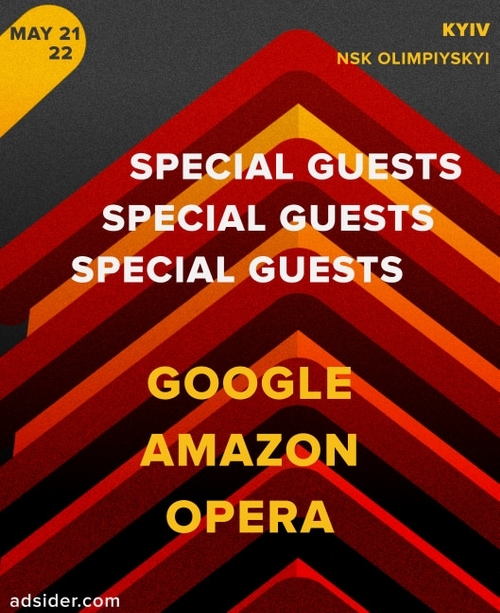 MAY 21
22
KYIV
NSK OLIMPIYSKYI
SPECIAL GUESTS
SPECIAL GUESTS
SPECIAL GUESTS
GOOGLE
AMAZON
OPERA
adsider.com